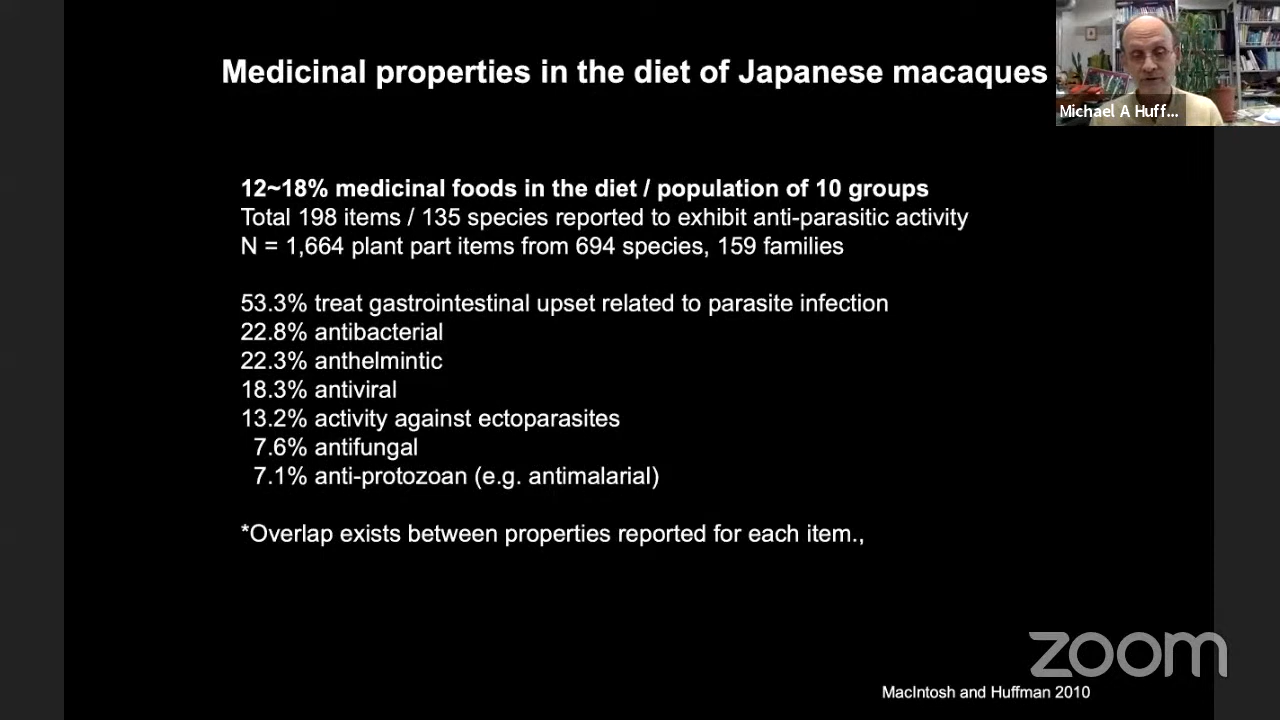 Medicinal properties in the diet of Japanese macaques
Michael A Huff...
12~18% medicinal foods in the diet / population of 10 groups
Total 198 items / 135 species reported to exhibit anti-parasitic activity
N = 1,664 plant part items from 694 species, 159 families
53.3% treat gastrointestinal upset related to parasite infection
22.8% antibacterial
22.3% anthelmintic
18.3% antiviral
13.2% activity against ectoparasites
7.6% antifungal
7.1% anti-protozoan (e.g. antimalarial)
*Overlap exists between properties reported for each item.,
zoom
MacIntosh and Huffman 2010